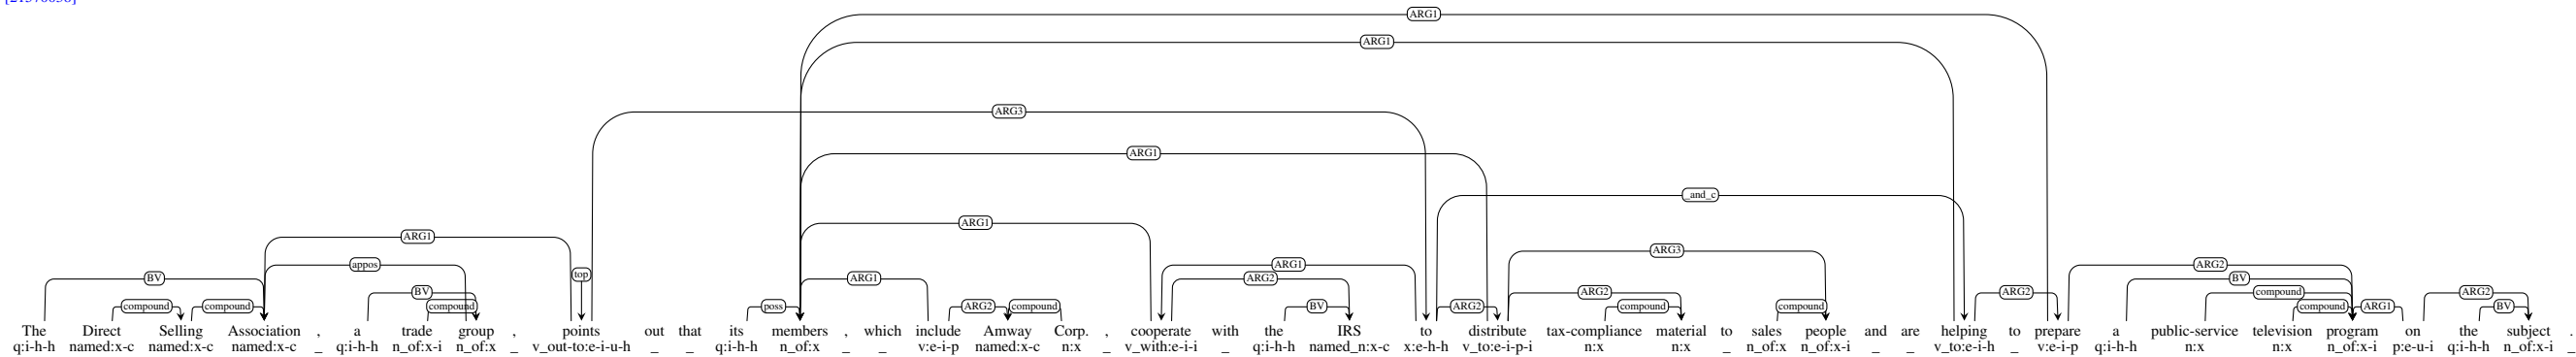 [21570036]
ARG1
ARG1
ARG3
ARG1
_and_c
ARG1
ARG1 ARG3
appos top ARG1 ARG2
BV ARG1 ARG2 BV
BV ARG2 ARG2 compound ARG2
compound compound compound poss ARG2 compound BV ARG2 compound compound compound ARG1 BV
The Direct Selling Association , a trade group , points out that its members , which include Amway Corp. , cooperate with the IRS to distribute tax-compliance material to sales people and are helping to prepare a public-service television program on the subject .
q:i-h-h named:x-c named:x-c named:x-c _ q:i-h-h n_of:x-i n_of:x _ v_out-to:e-i-u-h _ _ q:i-h-h n_of:x _ _ v:e-i-p named:x-c n:x _ v_with:e-i-i _ q:i-h-h named_n:x-c x:e-h-h v_to:e-i-p-i n:x n:x _ n_of:x n_of:x-i _ _ v_to:e-i-h _ v:e-i-p q:i-h-h n:x n:x n_of:x-i p:e-u-i q:i-h-h n_of:x-i _